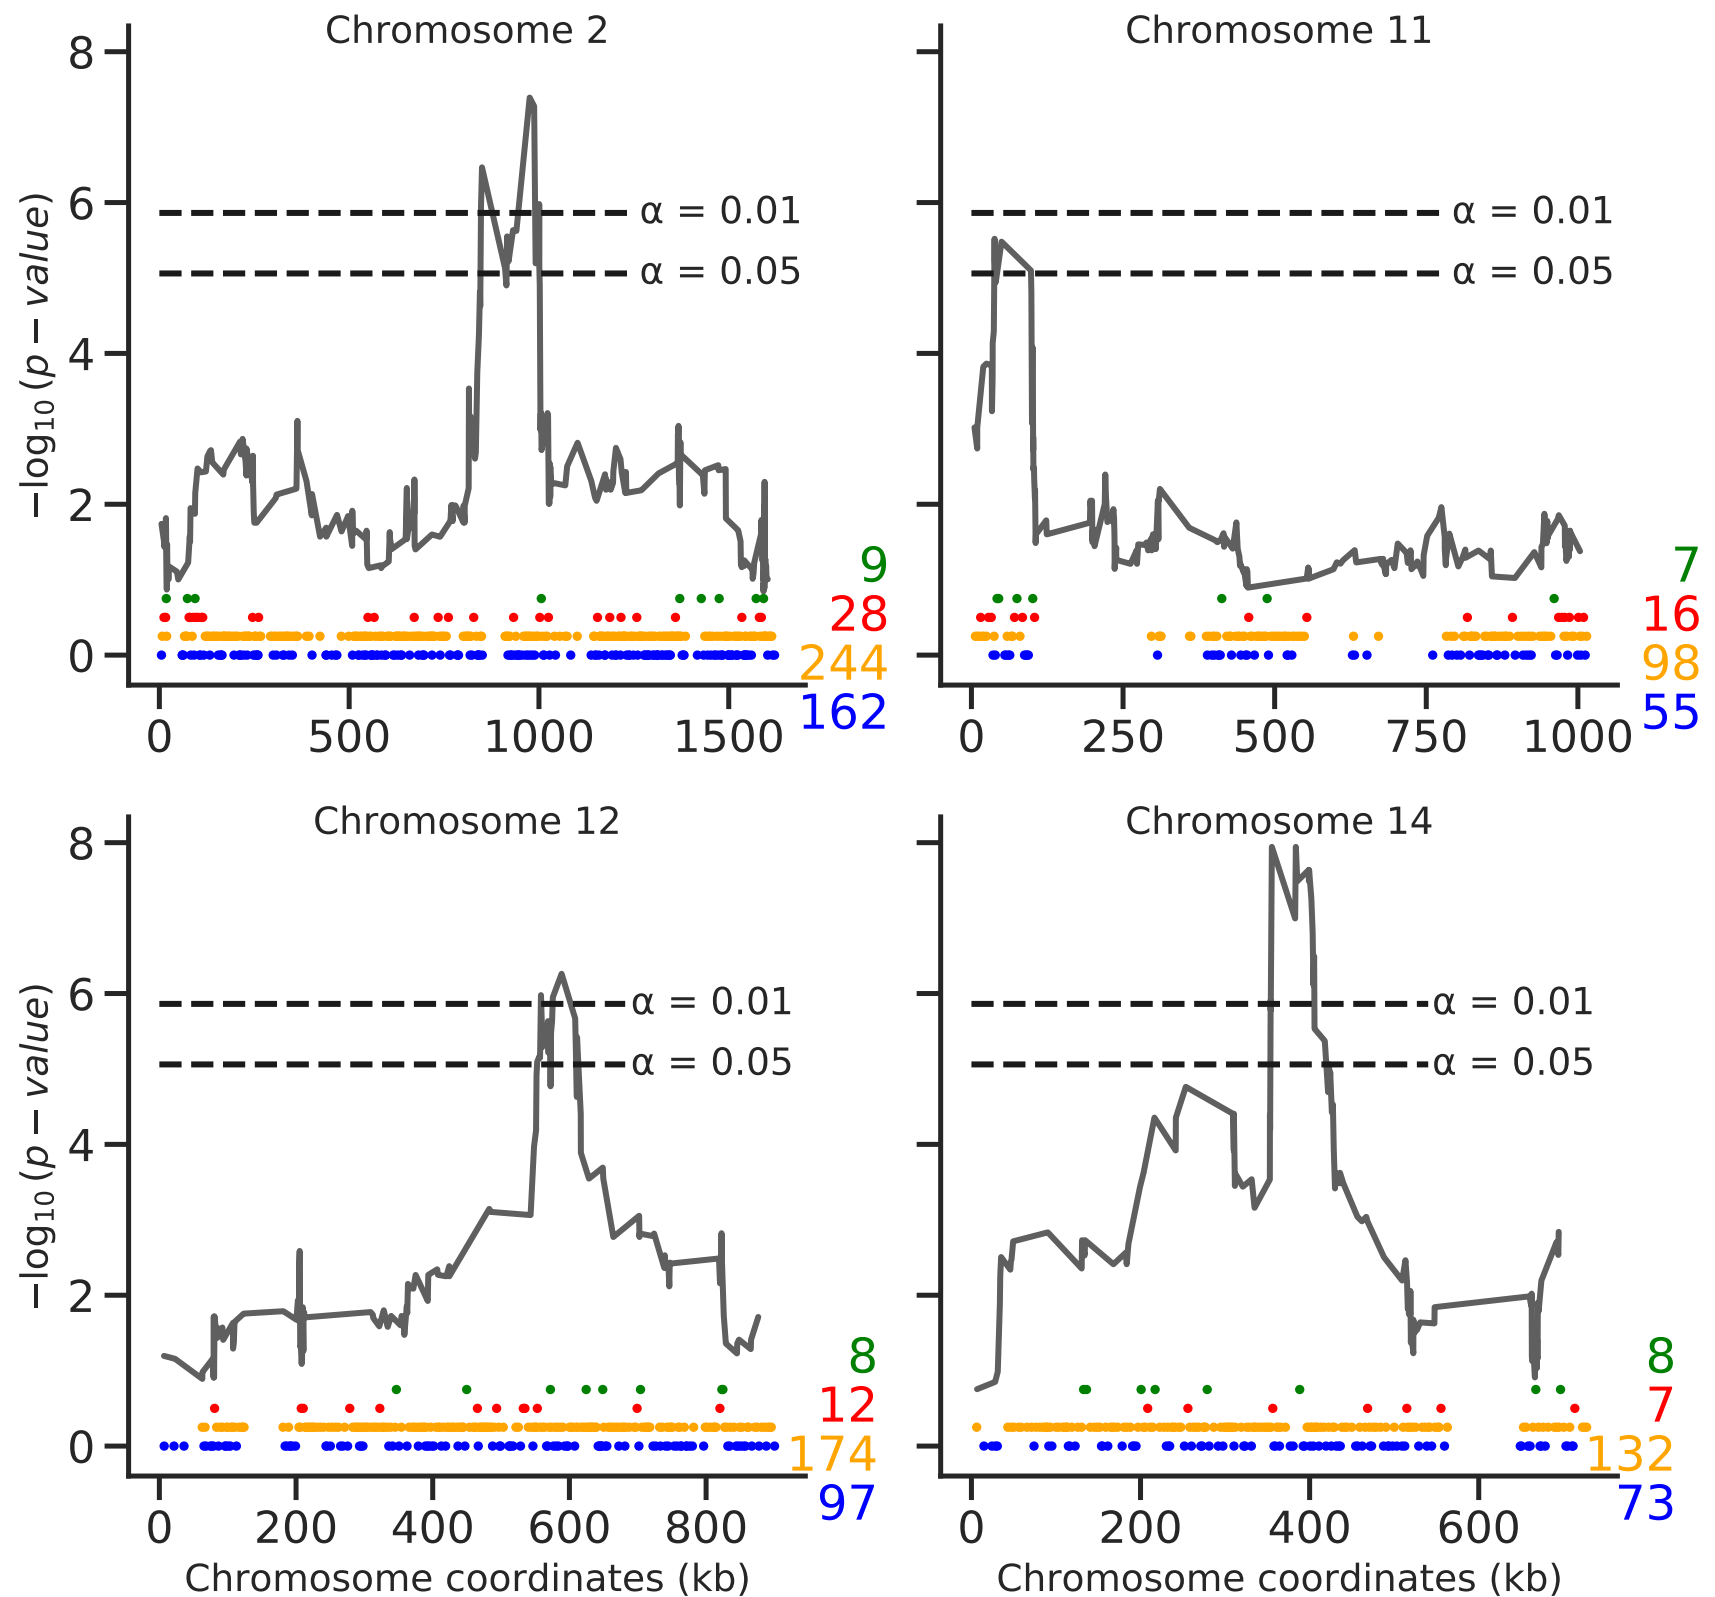 Chromosome 2
8
6
4
2
0
−log10(p − value)
α = 0.01
α = 0.05
9
28
244
162
0 500 1000 1500
Chromosome 11
α = 0.01
α = 0.05
7
16
98
55
0 250 500 750 1000
Chromosome 12
8
6
4
2
0
−log10(p − value)
α = 0.01
α = 0.05
8
12
174
97
0 200 400 600 800
Chromosome coordinates (kb)
Chromosome 14
α = 0.01
α = 0.05
8
7
132
73
0 200 400 600
Chromosome coordinates (kb)